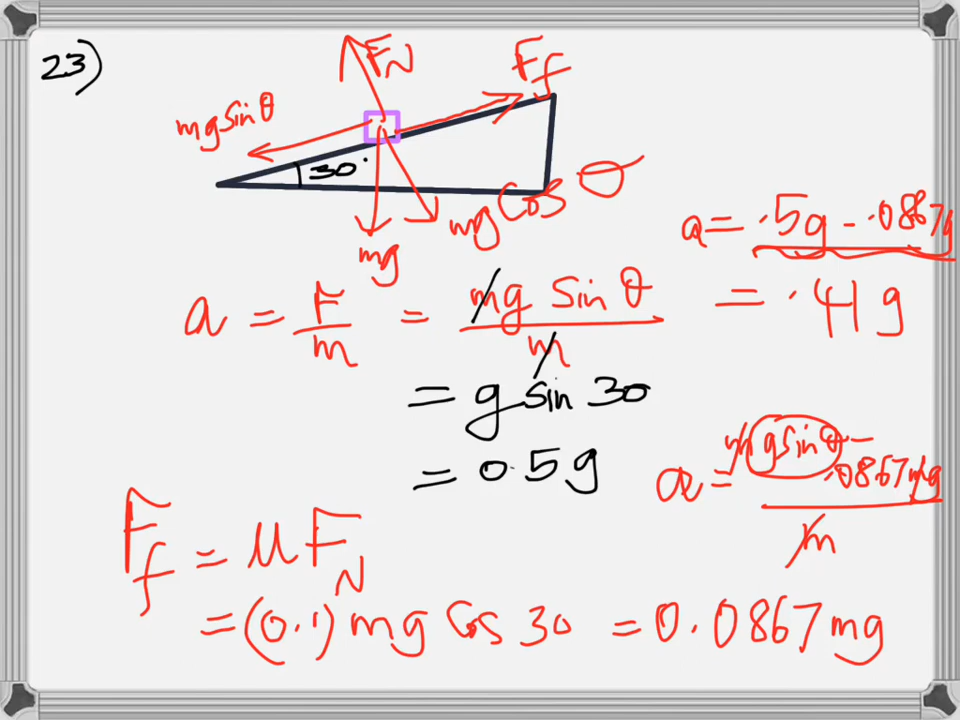 23)
F_N
F_f
mg sin θ
30°
mg cos θ
mg
a = .5g - .0867g
= .41 g
a = F/m = mg sin θ / m
= g sin 30
= 0.5g
a = mg sin θ - .0867mg / m
F_f = μF_N
= (0.1) mg cos 30 = 0.0867 mg